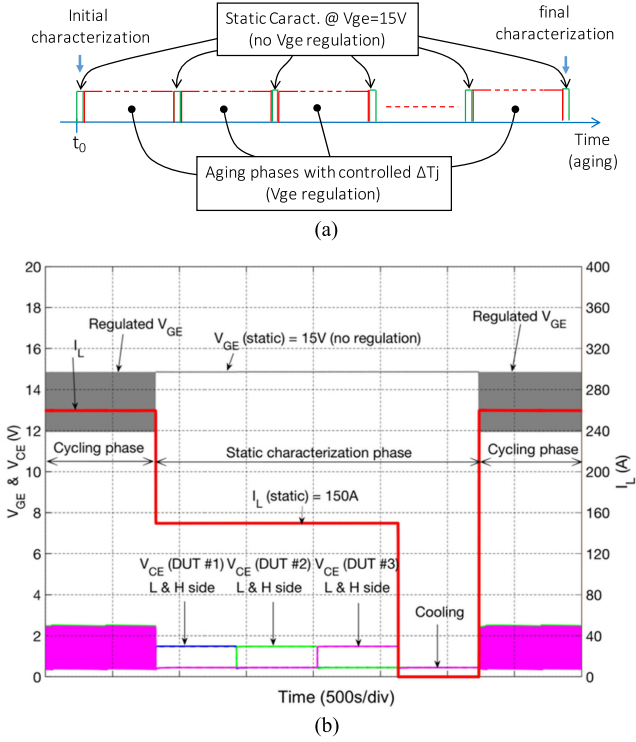 Initial
characterization
Static Caract. @ Vge=15V
(no Vge regulation)
final
characterization
t0
Time
(aging)
Aging phases with controlled ΔTj
(Vge regulation)
(a)
20
18
16
14
12
10
8
6
4
2
0
VGE & VCE (V)
400
360
320
280
240
200
160
120
80
40
0
IL (A)
Regulated VGE
IL
VGE (static) = 15V (no regulation)
Regulated VGE
Cycling phase
Static characterization phase
Cycling phase
IL (static) = 150A
VCE (DUT #1) VCE (DUT #2) VCE (DUT #3)
L & H side L & H side L & H side
Cooling
Time (500s/div)
(b)